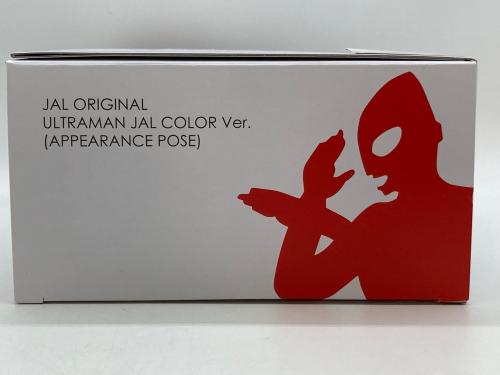 JAL ORIGINAL
ULTRAMAN JAL COLOR Ver.
(APPEARANCE POSE)